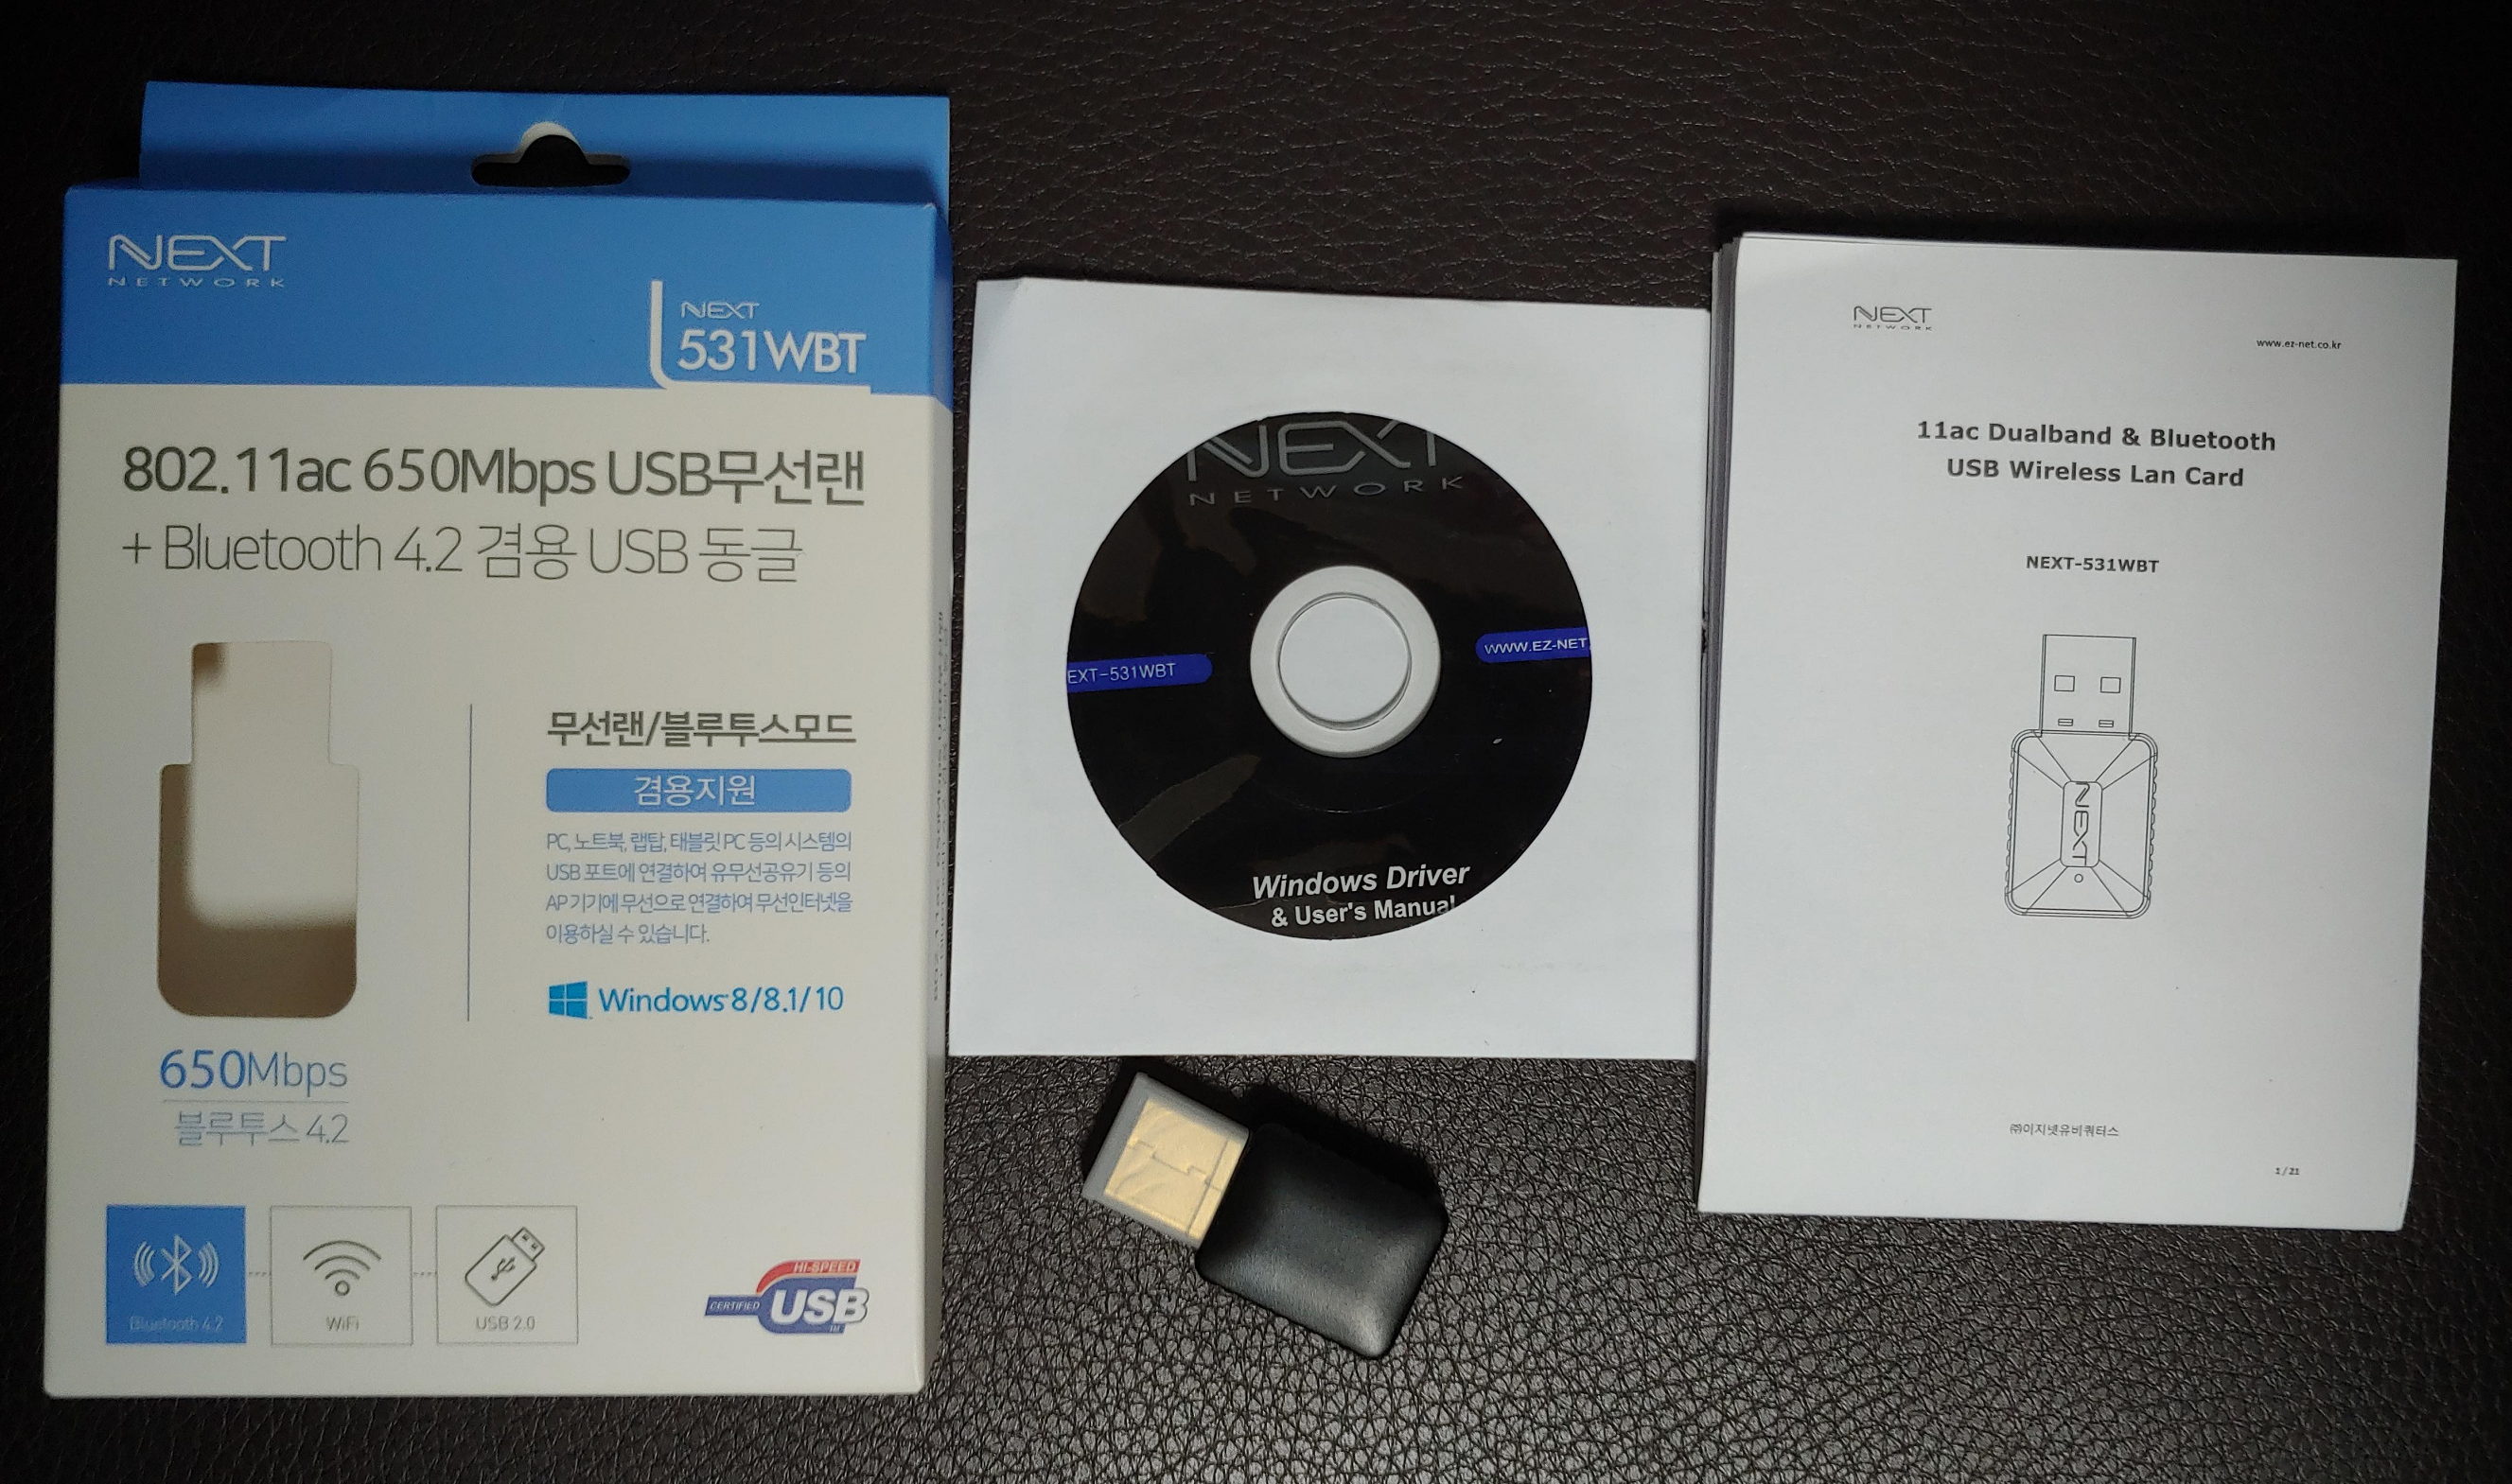 NEXT
NETWORK
NEXT
531WBT
802.11ac 650Mbps USB무선랜
+ Bluetooth 4.2 겸용 USB 동글
무선랜/블루투스모드
겸용지원
PC, 노트북, 랩탑, 태블릿 PC 등의 시스템의
USB 포트에 연결하여 유무선공유기 등의
AP 기기에 무선으로 연결하여 무선인터넷을
이용하실 수 있습니다.
Windows 8/8.1/10
650Mbps
블루투스 4.2
Bluetooth 4.2
WiFi
USB 2.0
HI-SPEED
CERTIFIED USB
TM
NEXT
NETWORK
EXT-531WBT
WWW.EZ-NET
Windows Driver
& User's Manual
NEXT
NETWORK
www.ez-net.co.kr
11ac Dualband & Bluetooth
USB Wireless Lan Card
NEXT-531WBT
NEXT
㈜이지넷유비쿼터스
1/21